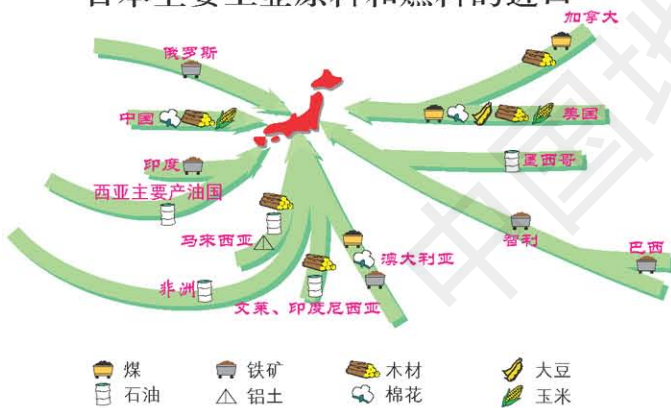 日本主要工业原料和燃料的进口
加拿大
俄罗斯
中国
美国
印度
墨西哥
西亚主要产油国
马来西亚
智利
巴西
澳大利亚
非洲
文莱、印度尼西亚
煤 铁矿 木材 大豆
石油 铝土 棉花 玉米
中国地